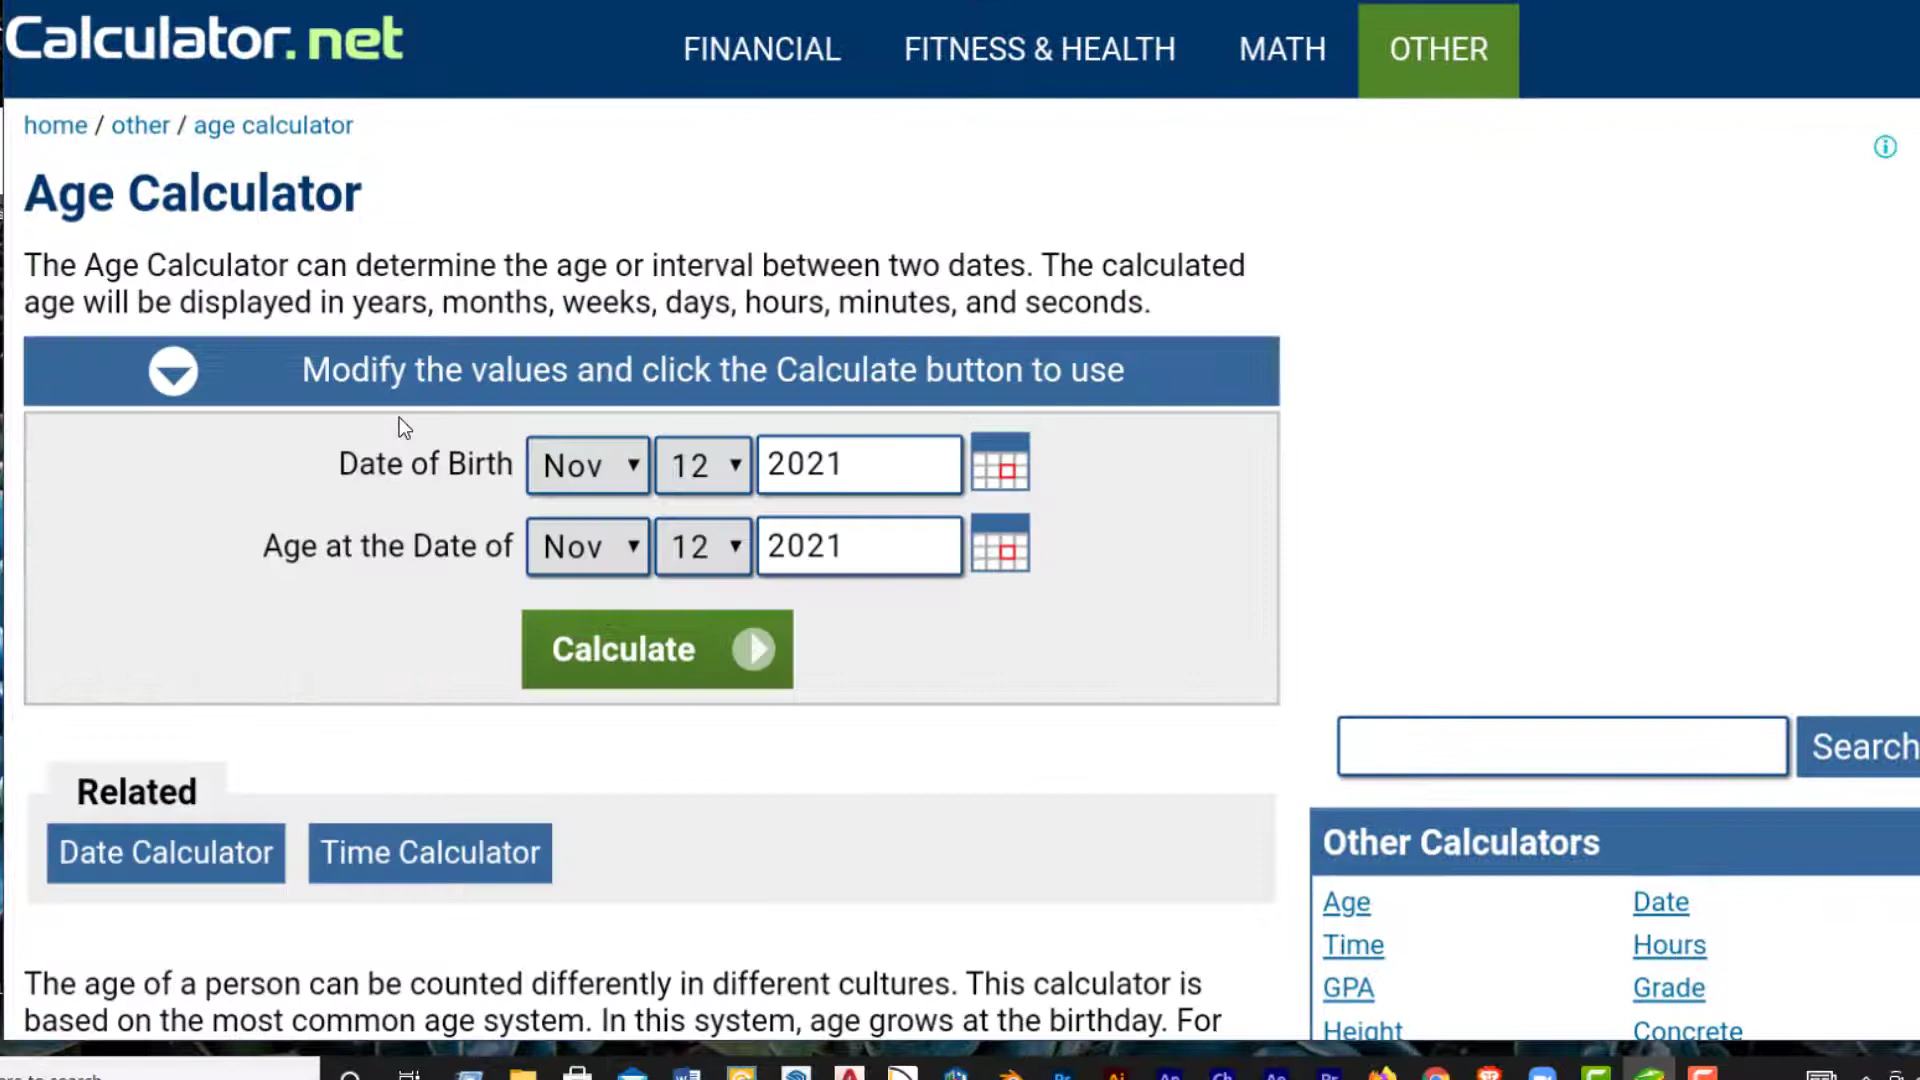 Calculator.net
FINANCIAL FITNESS & HEALTH MATH OTHER
home / other / age calculator
Age Calculator
The Age Calculator can determine the age or interval between two dates. The calculated
age will be displayed in years, months, weeks, days, hours, minutes, and seconds.
Modify the values and click the Calculate button to use
Date of Birth Nov 12 2021
Age at the Date of Nov 12 2021
Calculate
Search
Related
Date Calculator Time Calculator
Other Calculators
Age Date
Time Hours
GPA Grade
Height Concrete
The age of a person can be counted differently in different cultures. This calculator is
based on the most common age system. In this system, age grows at the birthday. For